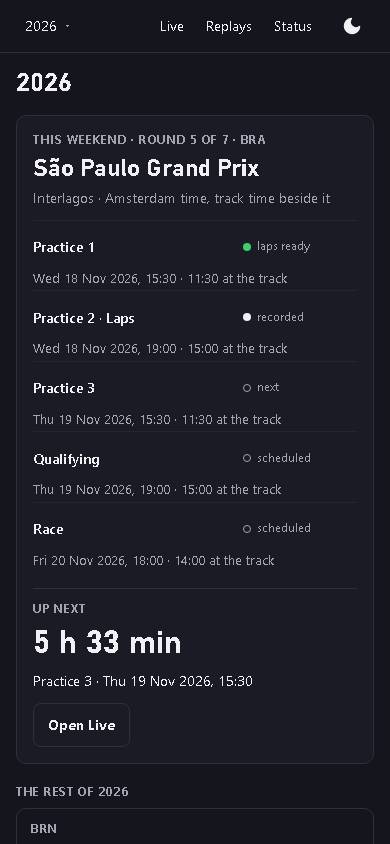 2026
Live Replays Status
2026
THIS WEEKEND · ROUND 5 OF 7 · BRA
São Paulo Grand Prix
Interlagos · Amsterdam time, track time beside it
Practice 1 laps ready
Wed 18 Nov 2026, 15:30 · 11:30 at the track
Practice 2 · Laps recorded
Wed 18 Nov 2026, 19:00 · 15:00 at the track
Practice 3 next
Thu 19 Nov 2026, 15:30 · 11:30 at the track
Qualifying scheduled
Thu 19 Nov 2026, 19:00 · 15:00 at the track
Race scheduled
Fri 20 Nov 2026, 18:00 · 14:00 at the track
UP NEXT
5 h 33 min
Practice 3 · Thu 19 Nov 2026, 15:30
Open Live
THE REST OF 2026
BRN